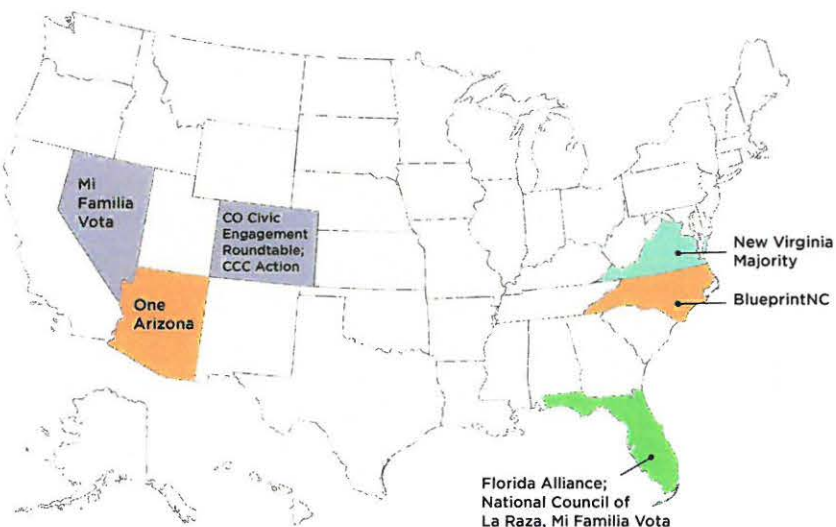 Mi
Familia
Vota
CO Civic
Engagement
Roundtable;
CCC Action
One
Arizona
New Virginia
Majority
BlueprintNC
Florida Alliance;
National Council of
La Raza, Mi Familia Vota